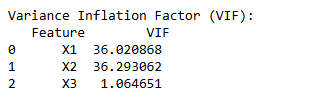 Variance Inflation Factor (VIF):
Feature VIF
0 X1 36.020868
1 X2 36.293062
2 X3 1.064651